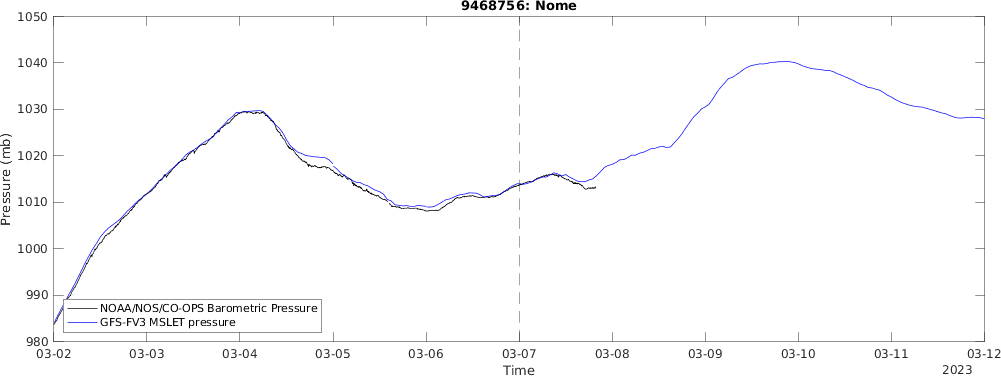 9468756: Nome
1050
1040
1030
1020
1010
1000
990
980
Pressure (mb)
NOAA/NOS/CO-OPS Barometric Pressure
GFS-FV3 MSLET pressure
03-02 03-03 03-04 03-05 03-06 03-07 03-08 03-09 03-10 03-11 03-12
Time
2023